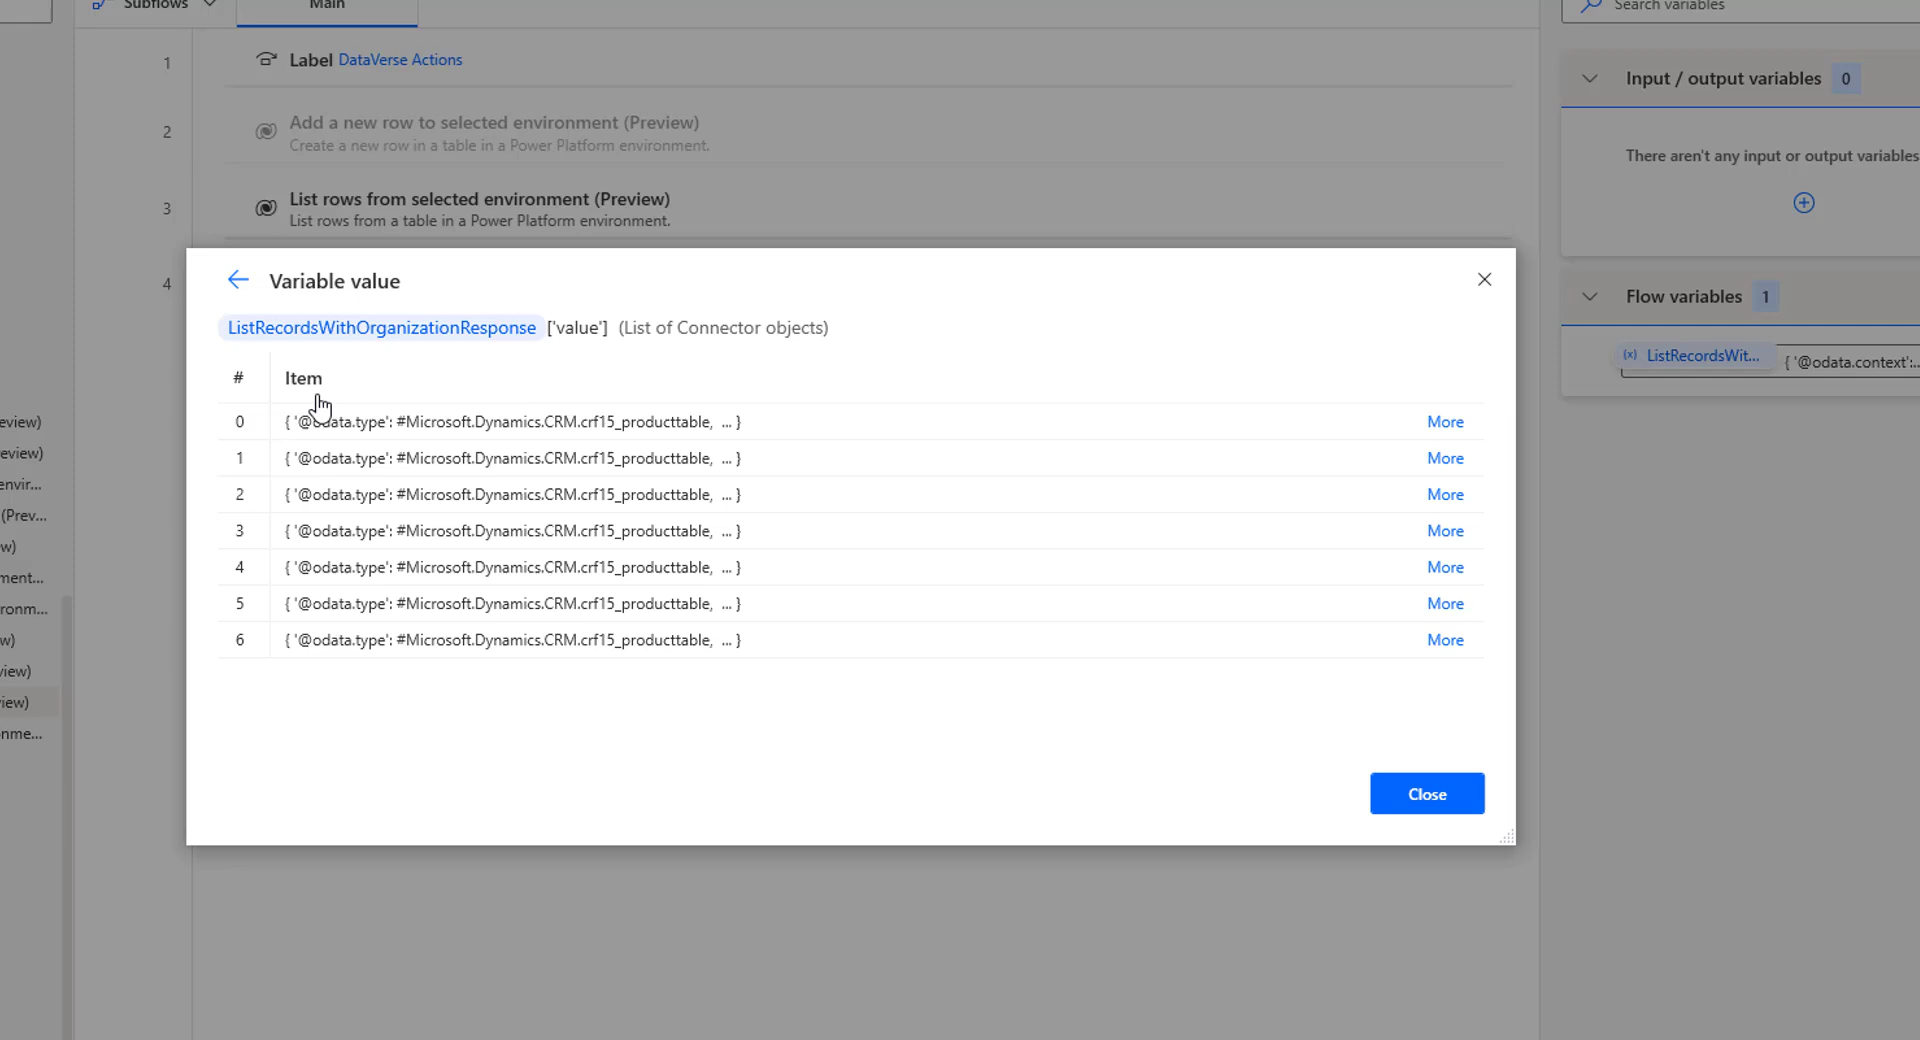 Subflows
Main
Search variables
1
Label DataVerse Actions
Input / output variables 0
2
Add a new row to selected environment (Preview)
Create a new row in a table in a Power Platform environment.
There aren't any input or output variables
3
List rows from selected environment (Preview)
List rows from a table in a Power Platform environment.
4
Variable value
Flow variables 1
ListRecordsWithOrganizationResponse ['value'] (List of Connector objects)
(x) ListRecordsWit... { '@odata.context':...
# Item
0 { '@odata.type': #Microsoft.Dynamics.CRM.crf15_producttable, ... } More
1 { '@odata.type': #Microsoft.Dynamics.CRM.crf15_producttable, ... } More
2 { '@odata.type': #Microsoft.Dynamics.CRM.crf15_producttable, ... } More
3 { '@odata.type': #Microsoft.Dynamics.CRM.crf15_producttable, ... } More
4 { '@odata.type': #Microsoft.Dynamics.CRM.crf15_producttable, ... } More
5 { '@odata.type': #Microsoft.Dynamics.CRM.crf15_producttable, ... } More
6 { '@odata.type': #Microsoft.Dynamics.CRM.crf15_producttable, ... } More
Close
eview)
review)
envir...
(Prev...
w)
ment...
ronm...
w)
view)
view)
onme...